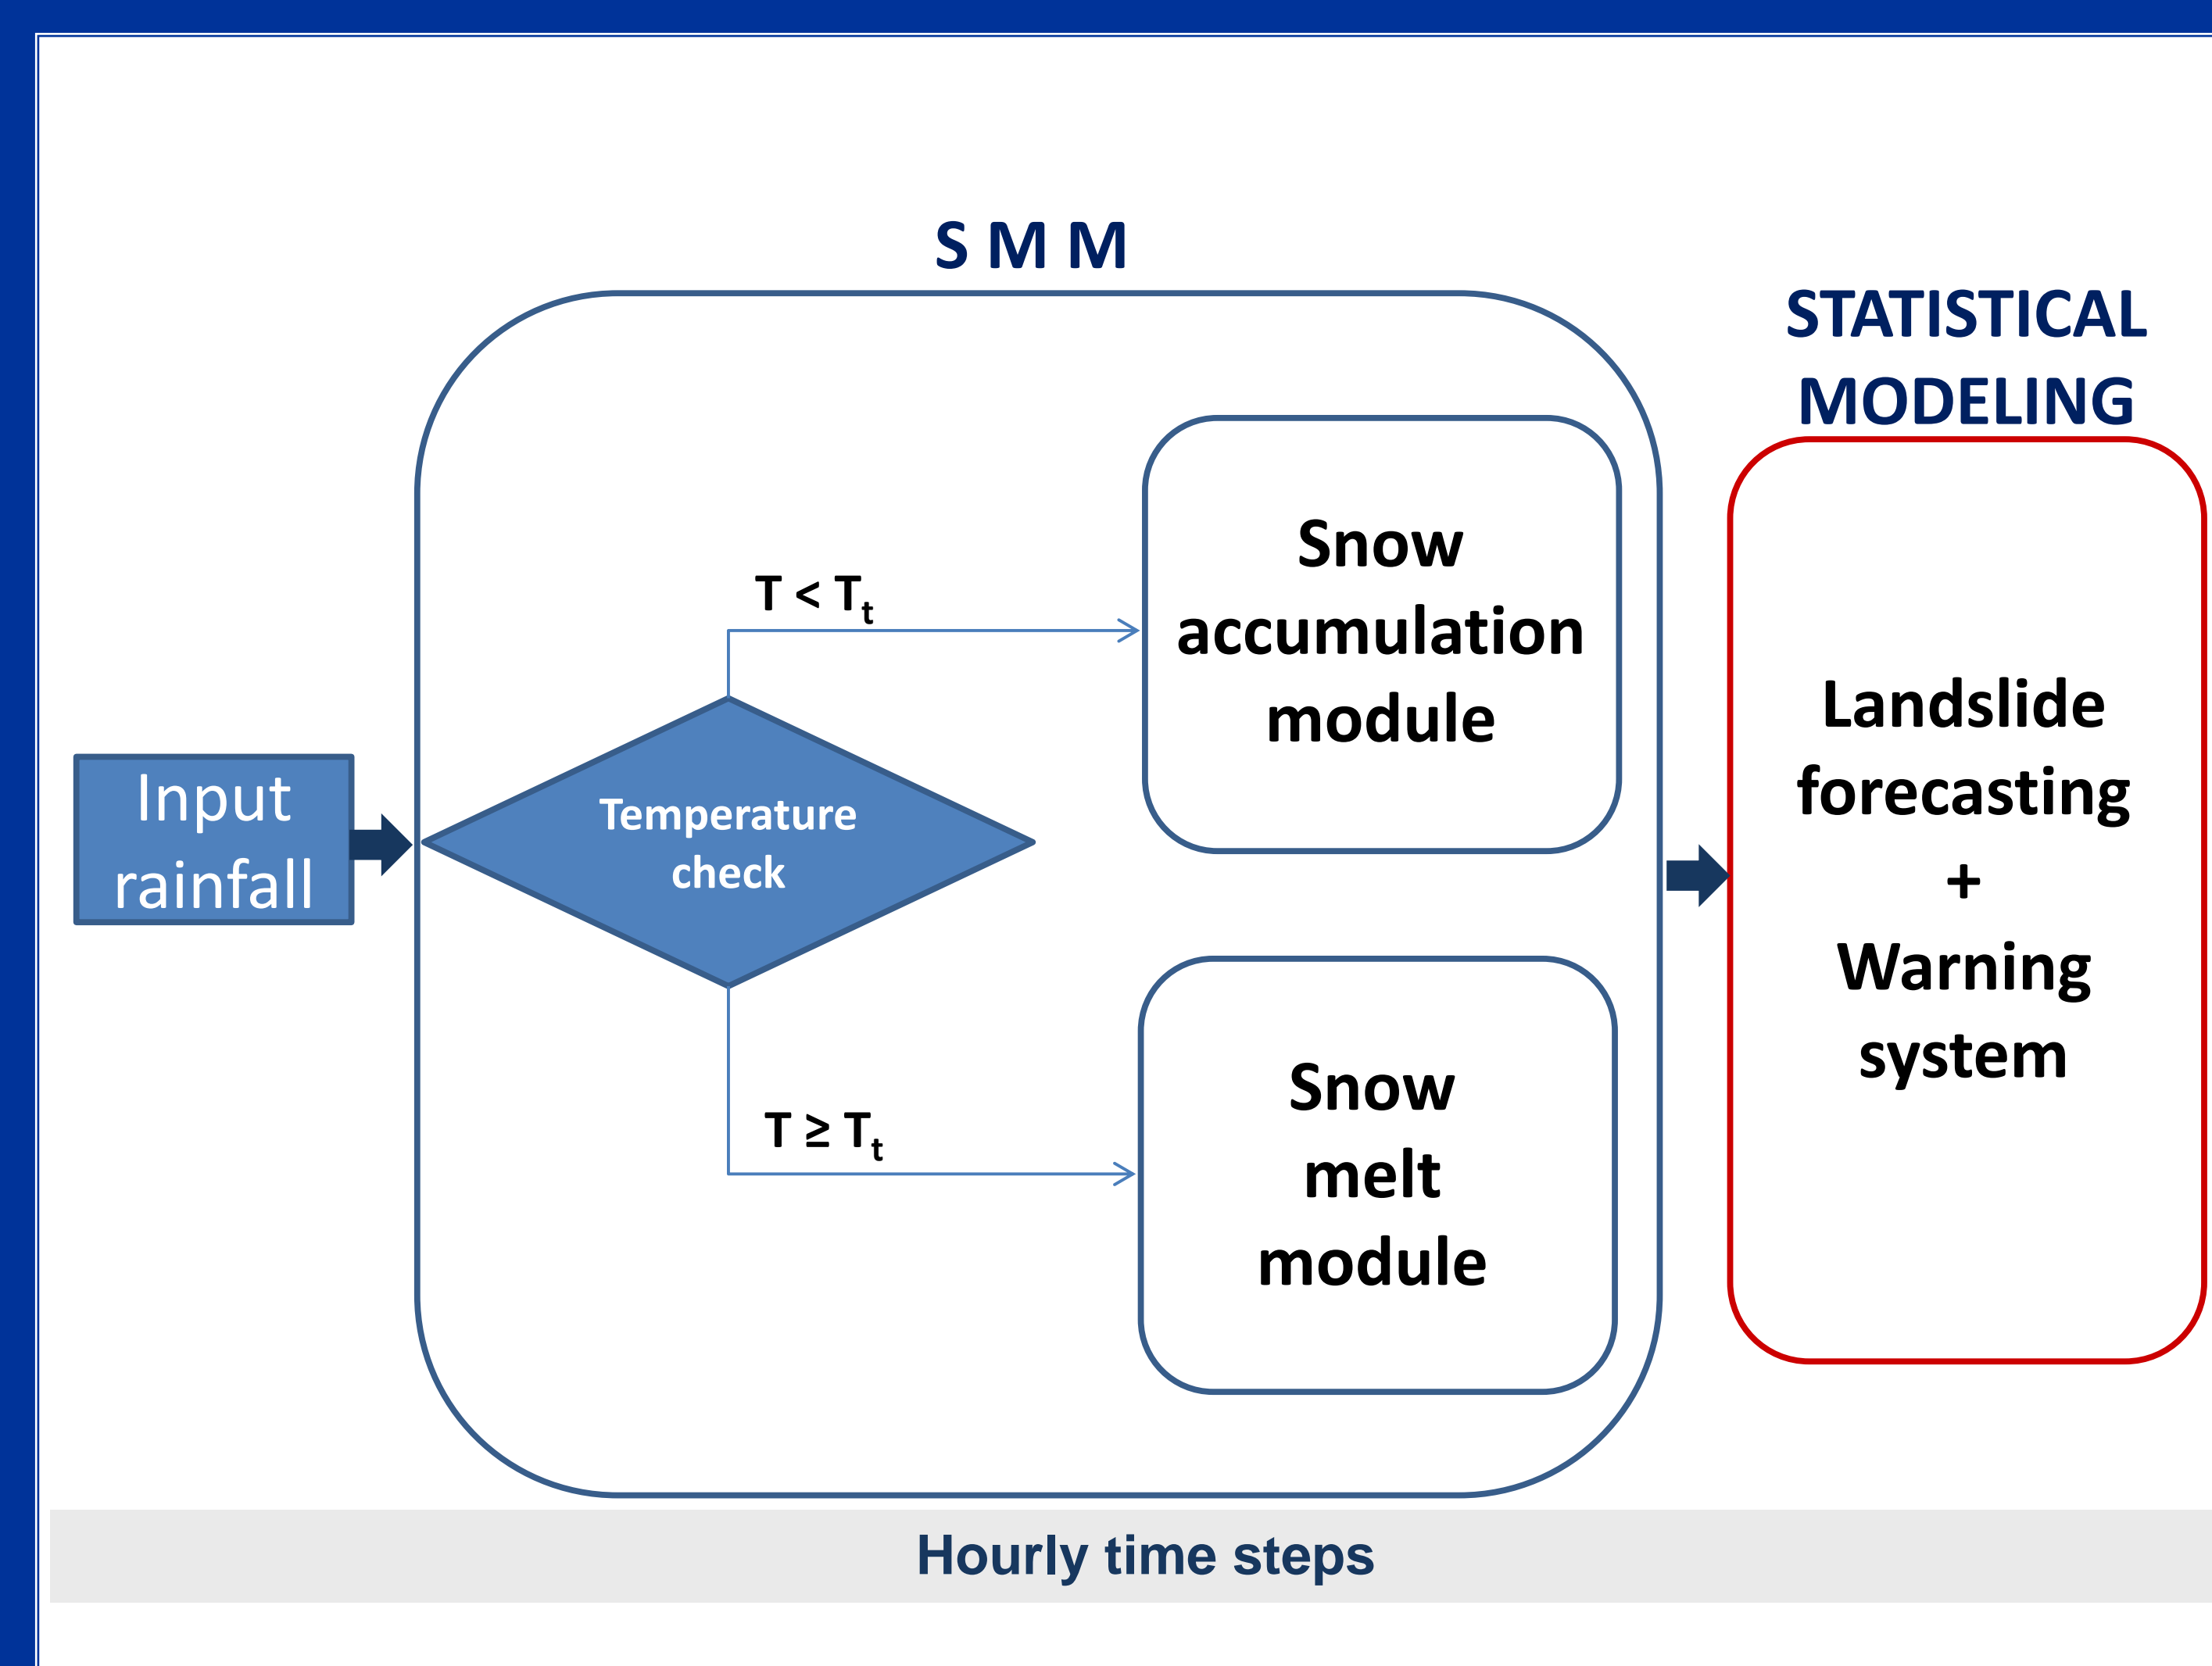 S M M
STATISTICAL
MODELING
Input
rainfall
Temperature
check
T < Tt
T ≥ Tt
Snow
accumulation
module
Snow
melt
module
Landslide
forecasting
+
Warning
system
Hourly time steps